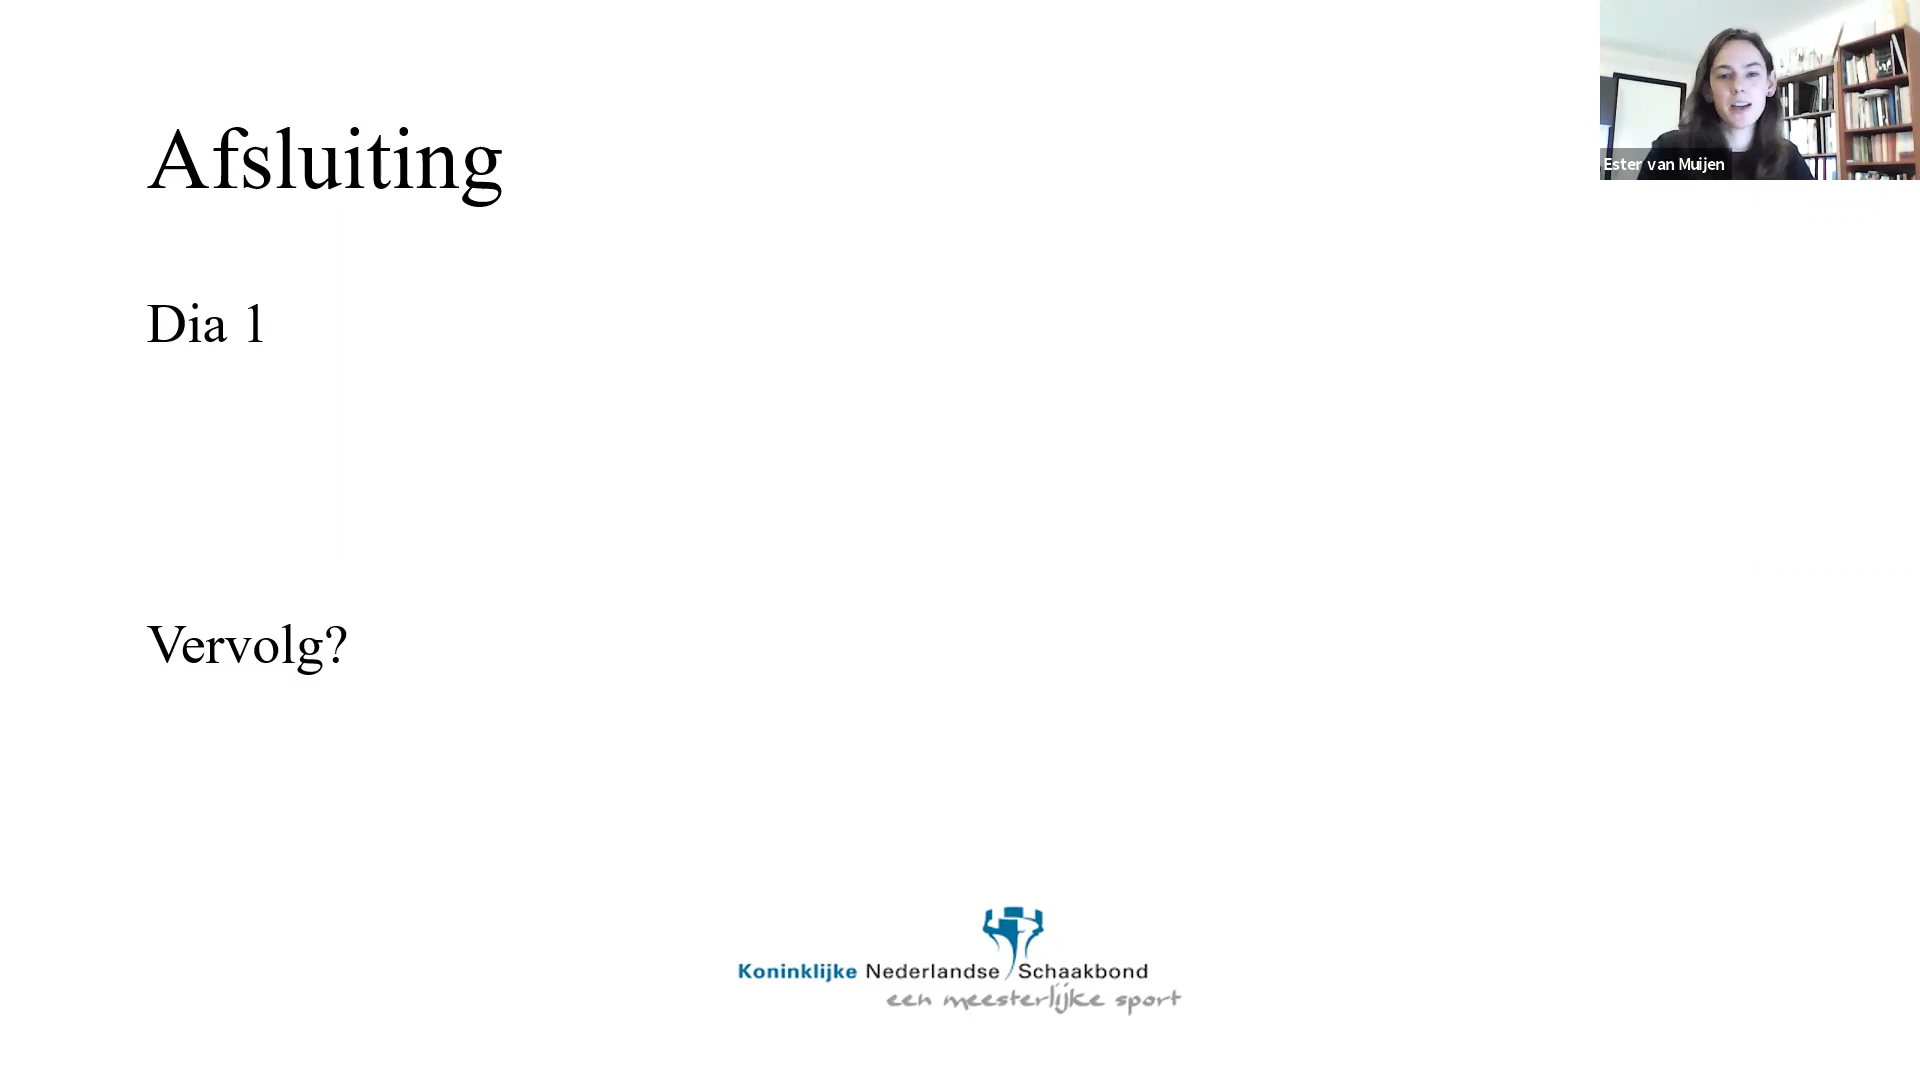 Afsluiting
Ester van Muijen
Dia 1
Vervolg?
Koninklijke Nederlandse Schaakbond
een meesterlijke sport